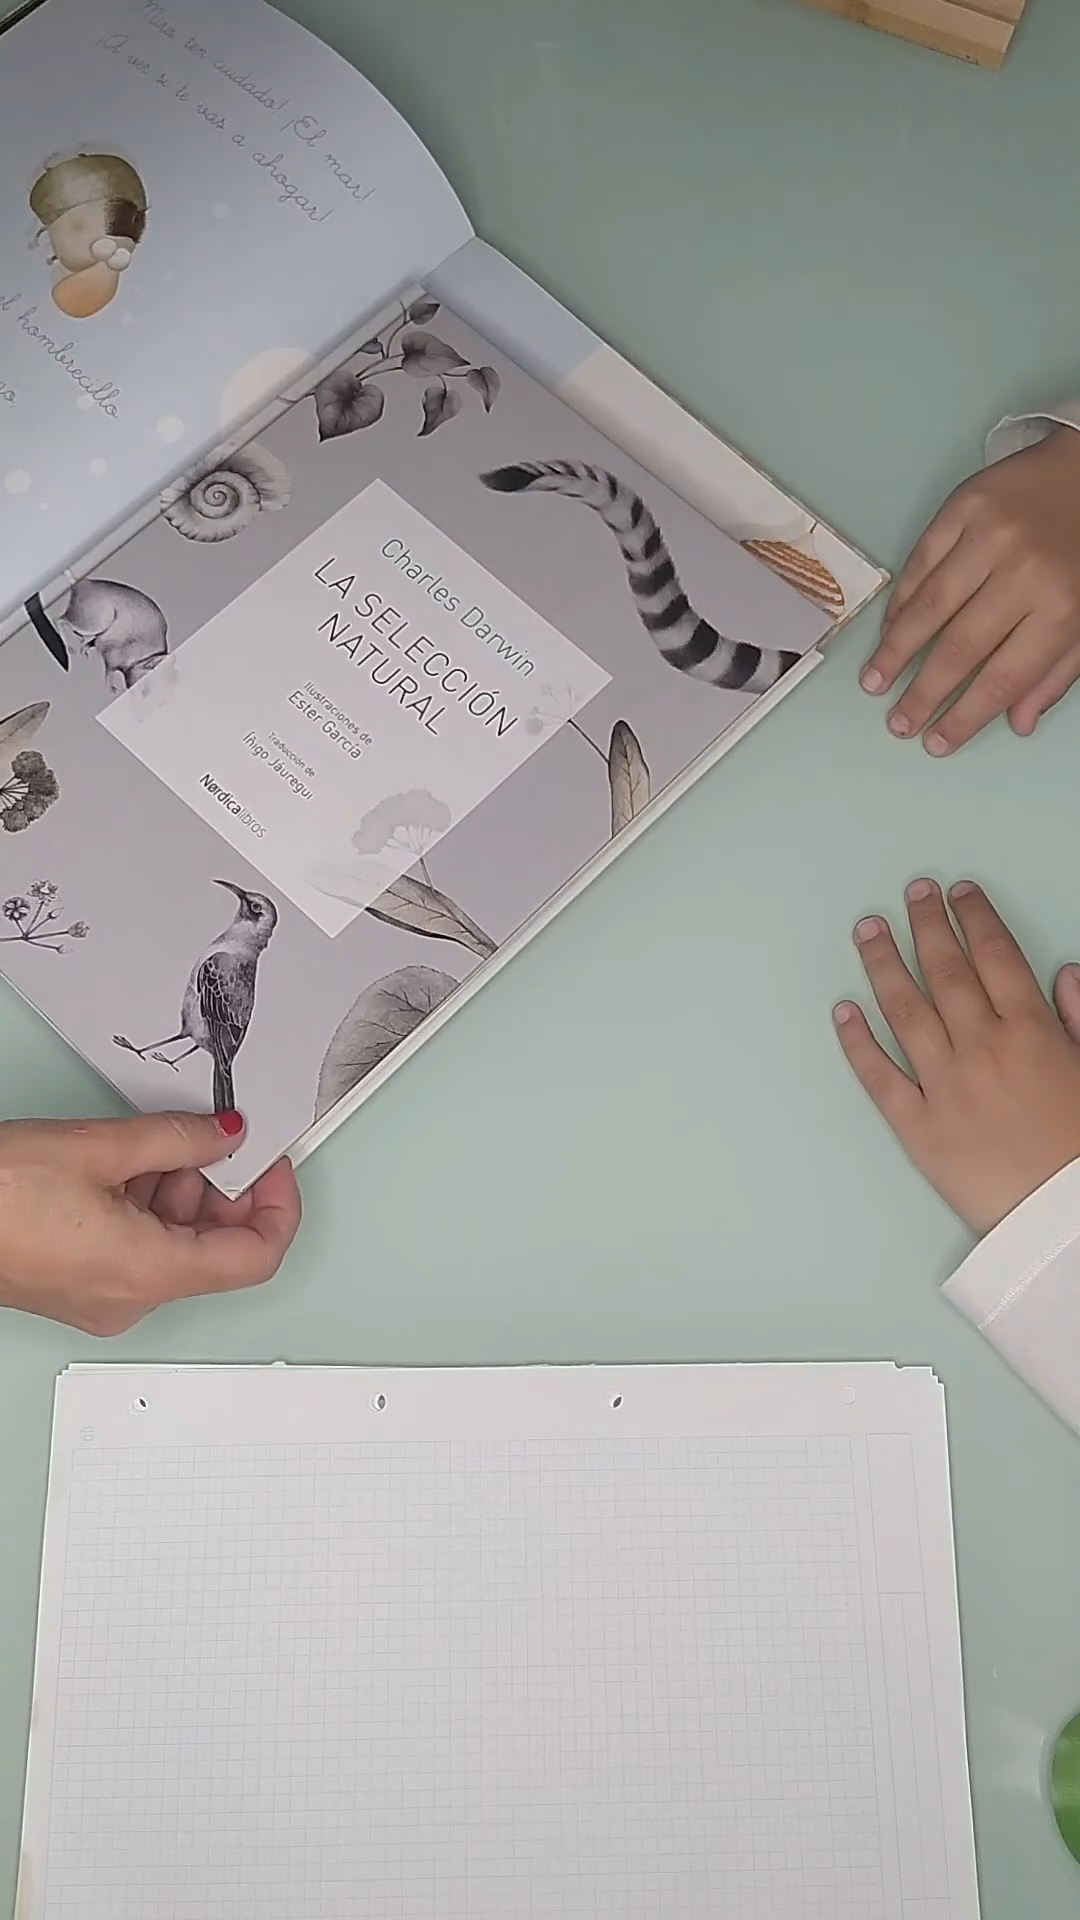 Mira ten cuidado! ¡El mar!
¡A ver si te vas a ahogar!
el hombrecillo
Charles Darwin
LA SELECCIÓN
NATURAL
Ilustraciones de
Ester García
Traducción de
Íñigo Jáuregui
Nørdicalibros